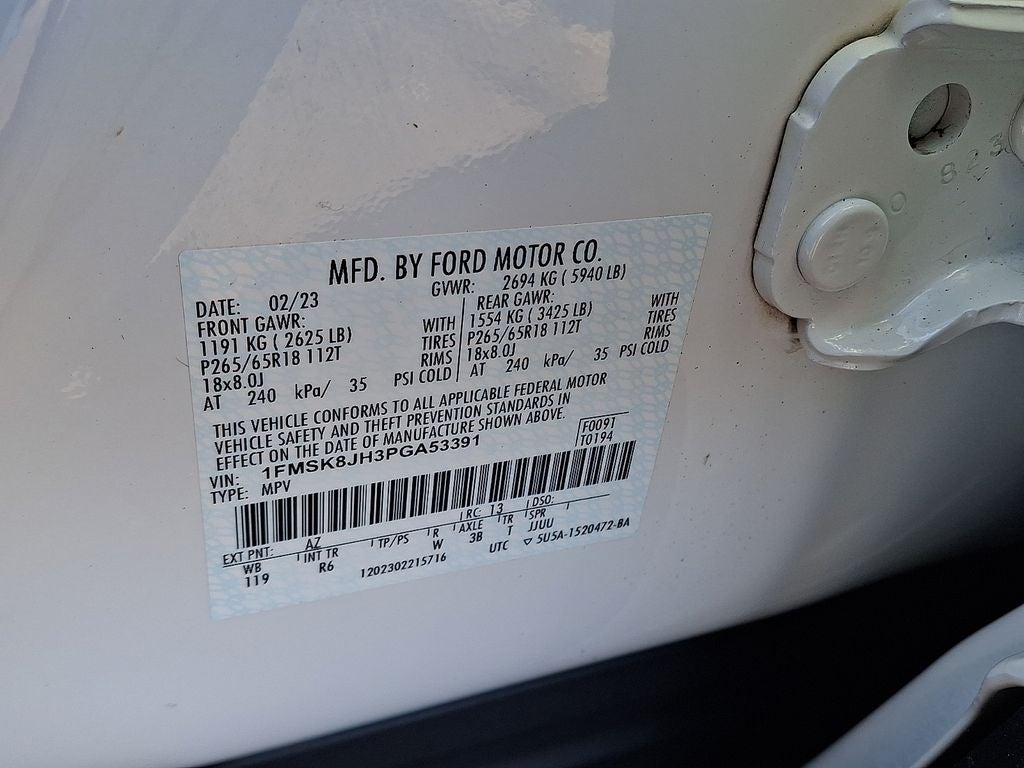 MFD. BY FORD MOTOR CO.
DATE: 02/23
GVWR: 2694 KG ( 5940 LB)
FRONT GAWR:
1191 KG ( 2625 LB) WITH
P265/65R18 112T TIRES
18x8.0J RIMS
AT 240 kPa/ 35 PSI COLD
REAR GAWR:
1554 KG ( 3425 LB) WITH
P265/65R18 112T TIRES
18x8.0J RIMS
AT 240 kPa/ 35 PSI COLD
THIS VEHICLE CONFORMS TO ALL APPLICABLE FEDERAL MOTOR
VEHICLE SAFETY AND THEFT PREVENTION STANDARDS IN
EFFECT ON THE DATE OF MANUFACTURE SHOWN ABOVE.
VIN: 1FMSK8JH3PGA53391
TYPE: MPV
F0091
T0194
EXT PNT: AZ RC: 13 DSO:
WB INT TR TP/PS R AXLE TR SPR
119 R6 W 3B T JJUU
1202302215716 UTC ▽ 5U5A-1520472-BA
0 823